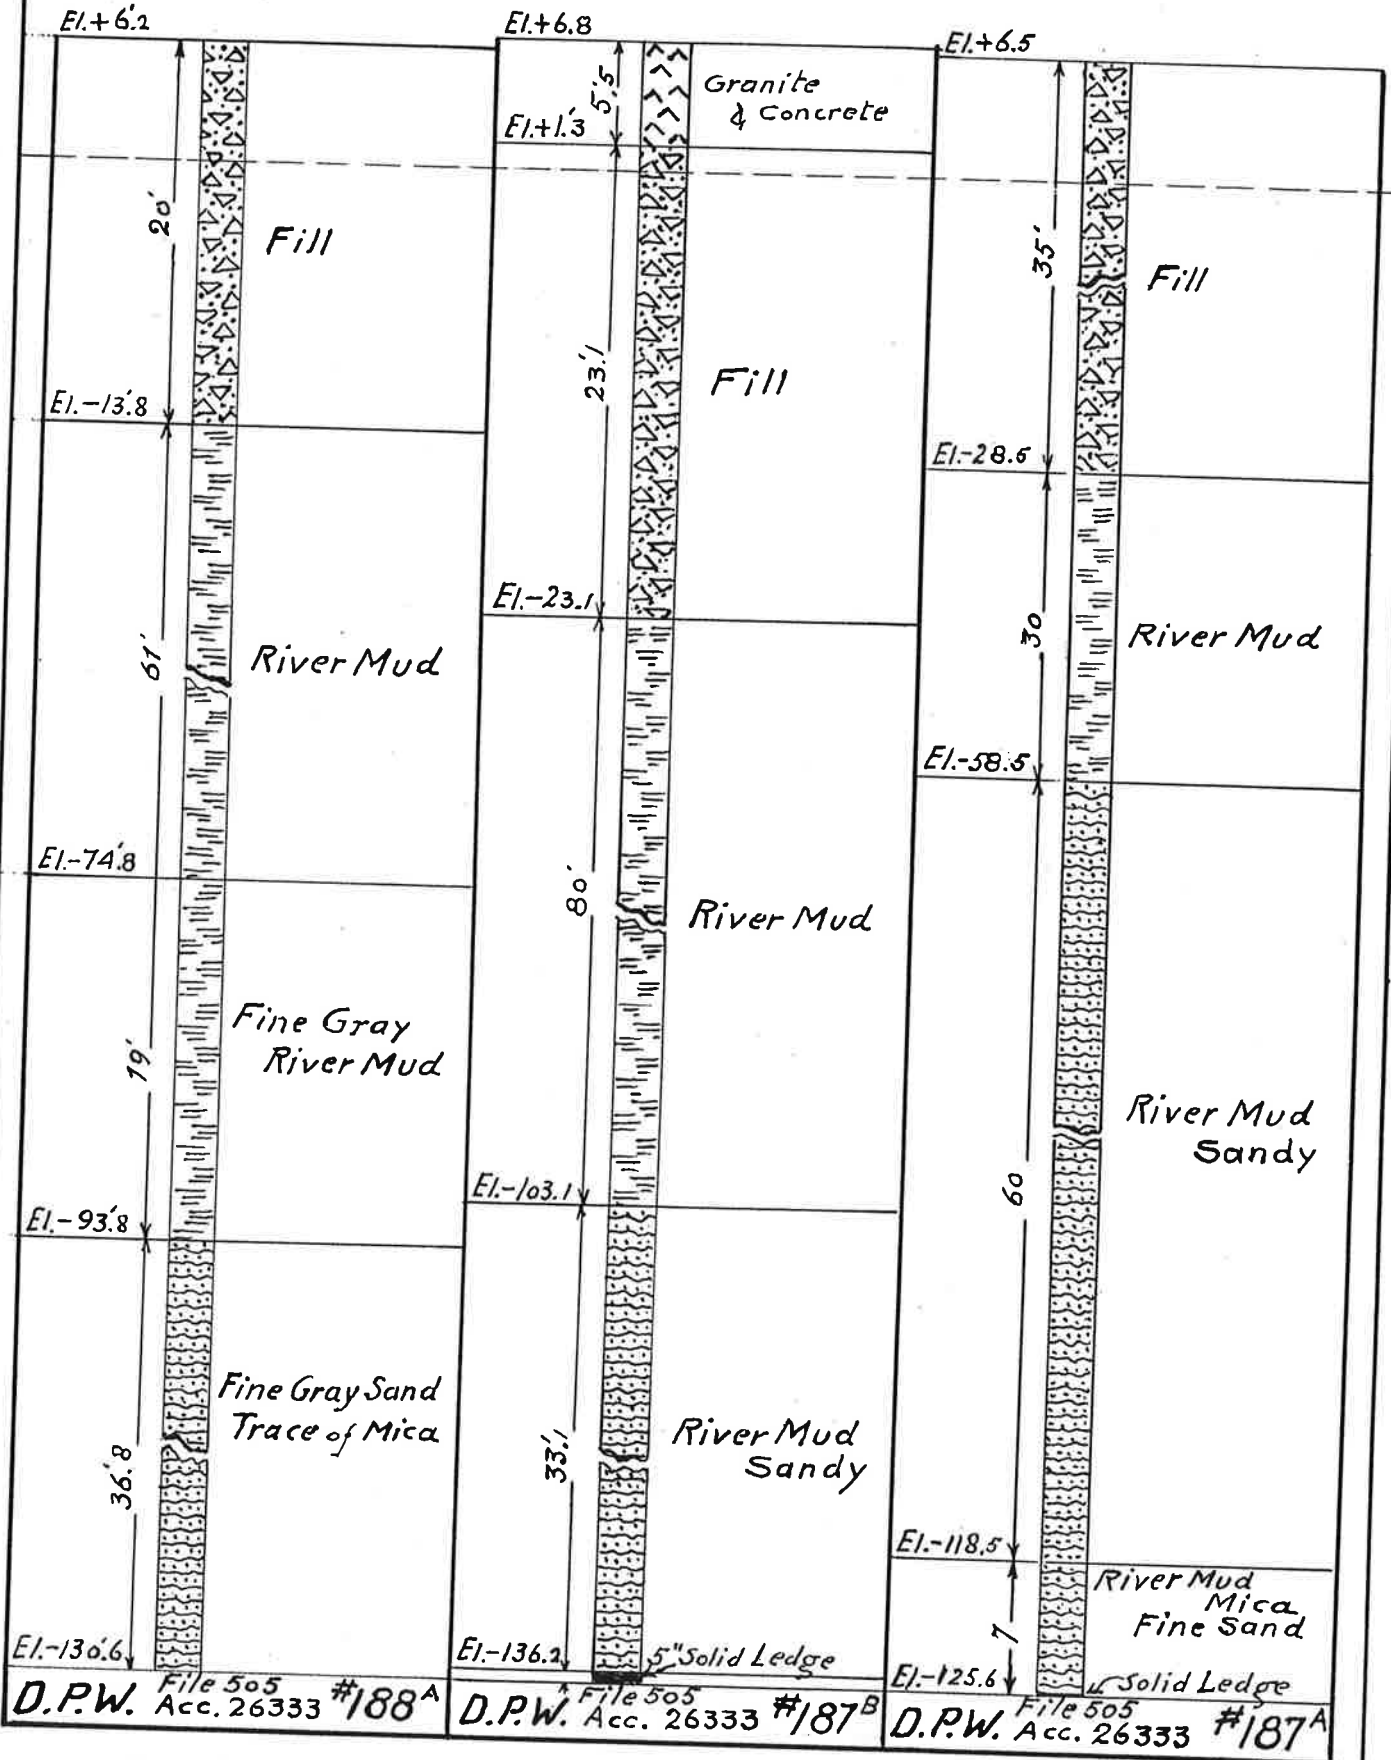 El.+6'.2
20'
Fill
El.-13'.8
61'
River Mud
El.-74'.8
19'
Fine Gray
River Mud
El.-93'.8
36'.8
Fine Gray Sand
Trace of Mica
El.-130'.6
D.P.W. File 505
Acc. 26333 #188A
El.+6.8
5'.5
Granite
& Concrete
El.+1'.3
23'.1
Fill
El.-23.1
80'
River Mud
El.-103.1
33'.1
River Mud
Sandy
El.-136.2
5" Solid Ledge
D.P.W. File 505
Acc. 26333 #187B
El.+6.5
35'
Fill
El.-28.5
30
River Mud
El.-58.5
60
River Mud
Sandy
El.-118.5
7
River Mud
Mica
Fine Sand
El.-125.6
Solid Ledge
D.P.W. File 505
Acc. 26333 #187A